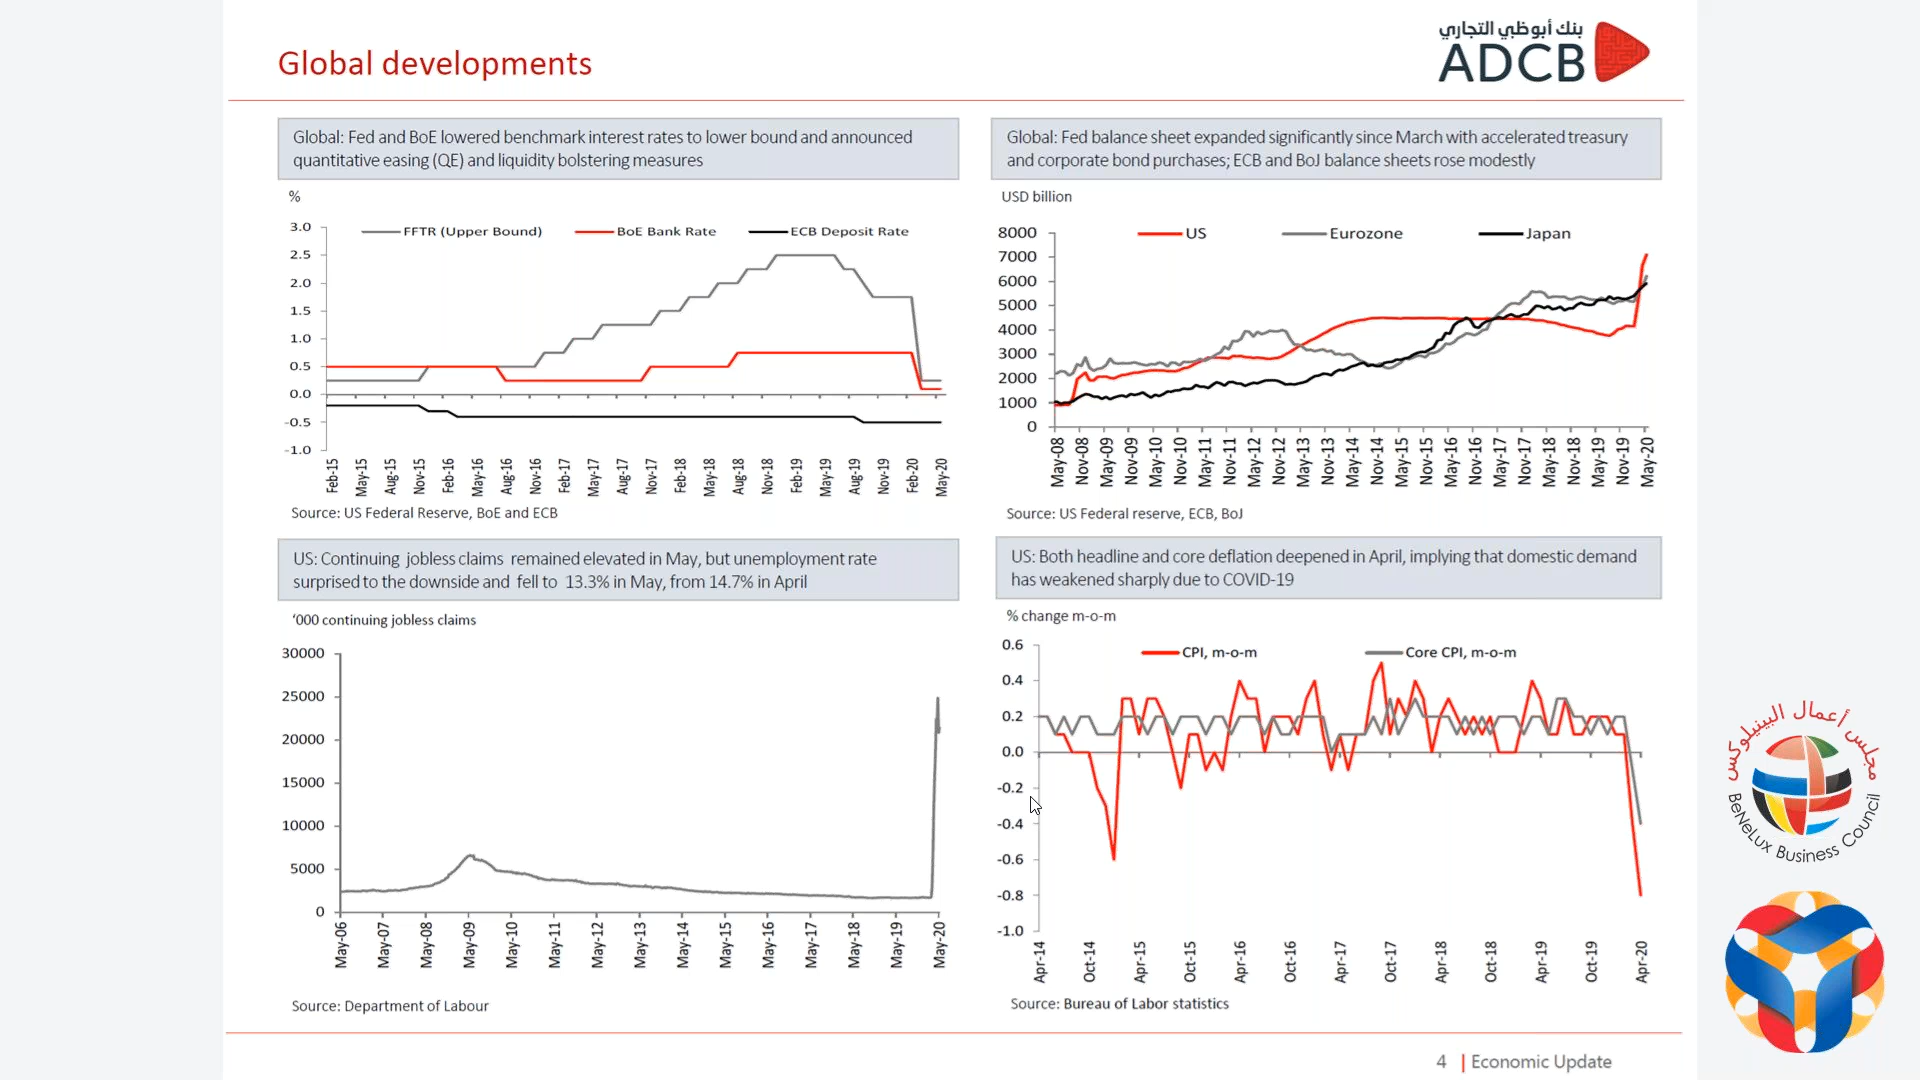 Global developments
بنك أبوظبي التجاري
ADCB
Global: Fed and BoE lowered benchmark interest rates to lower bound and announced
quantitative easing (QE) and liquidity bolstering measures
%
FFTR (Upper Bound) BoE Bank Rate ECB Deposit Rate
3.0
2.5
2.0
1.5
1.0
0.5
0.0
-0.5
-1.0
Feb-15 May-15 Aug-15 Nov-15 Feb-16 May-16 Aug-16 Nov-16 Feb-17 May-17 Aug-17 Nov-17 Feb-18 May-18 Aug-18 Nov-18 Feb-19 May-19 Aug-19 Nov-19 Feb-20 May-20
Source: US Federal Reserve, BoE and ECB
Global: Fed balance sheet expanded significantly since March with accelerated treasury
and corporate bond purchases; ECB and BoJ balance sheets rose modestly
USD billion
US Eurozone Japan
8000
7000
6000
5000
4000
3000
2000
1000
0
May-08 Nov-08 May-09 Nov-09 May-10 Nov-10 May-11 Nov-11 May-12 Nov-12 May-13 Nov-13 May-14 Nov-14 May-15 Nov-15 May-16 Nov-16 May-17 Nov-17 May-18 Nov-18 May-19 Nov-19 May-20
Source: US Federal reserve, ECB, BoJ
US: Continuing jobless claims remained elevated in May, but unemployment rate
surprised to the downside and fell to 13.3% in May, from 14.7% in April
‘000 continuing jobless claims
30000
25000
20000
15000
10000
5000
0
May-06 May-07 May-08 May-09 May-10 May-11 May-12 May-13 May-14 May-15 May-16 May-17 May-18 May-19 May-20
Source: Department of Labour
US: Both headline and core deflation deepened in April, implying that domestic demand
has weakened sharply due to COVID-19
% change m-o-m
CPI, m-o-m Core CPI, m-o-m
0.6
0.4
0.2
0.0
-0.2
-0.4
-0.6
-0.8
-1.0
Apr-14 Oct-14 Apr-15 Oct-15 Apr-16 Oct-16 Apr-17 Oct-17 Apr-18 Oct-18 Apr-19 Oct-19 Apr-20
Source: Bureau of Labor statistics
مجلس أعمال البينيلوكس
BeNeLux Business Council
4 | Economic Update